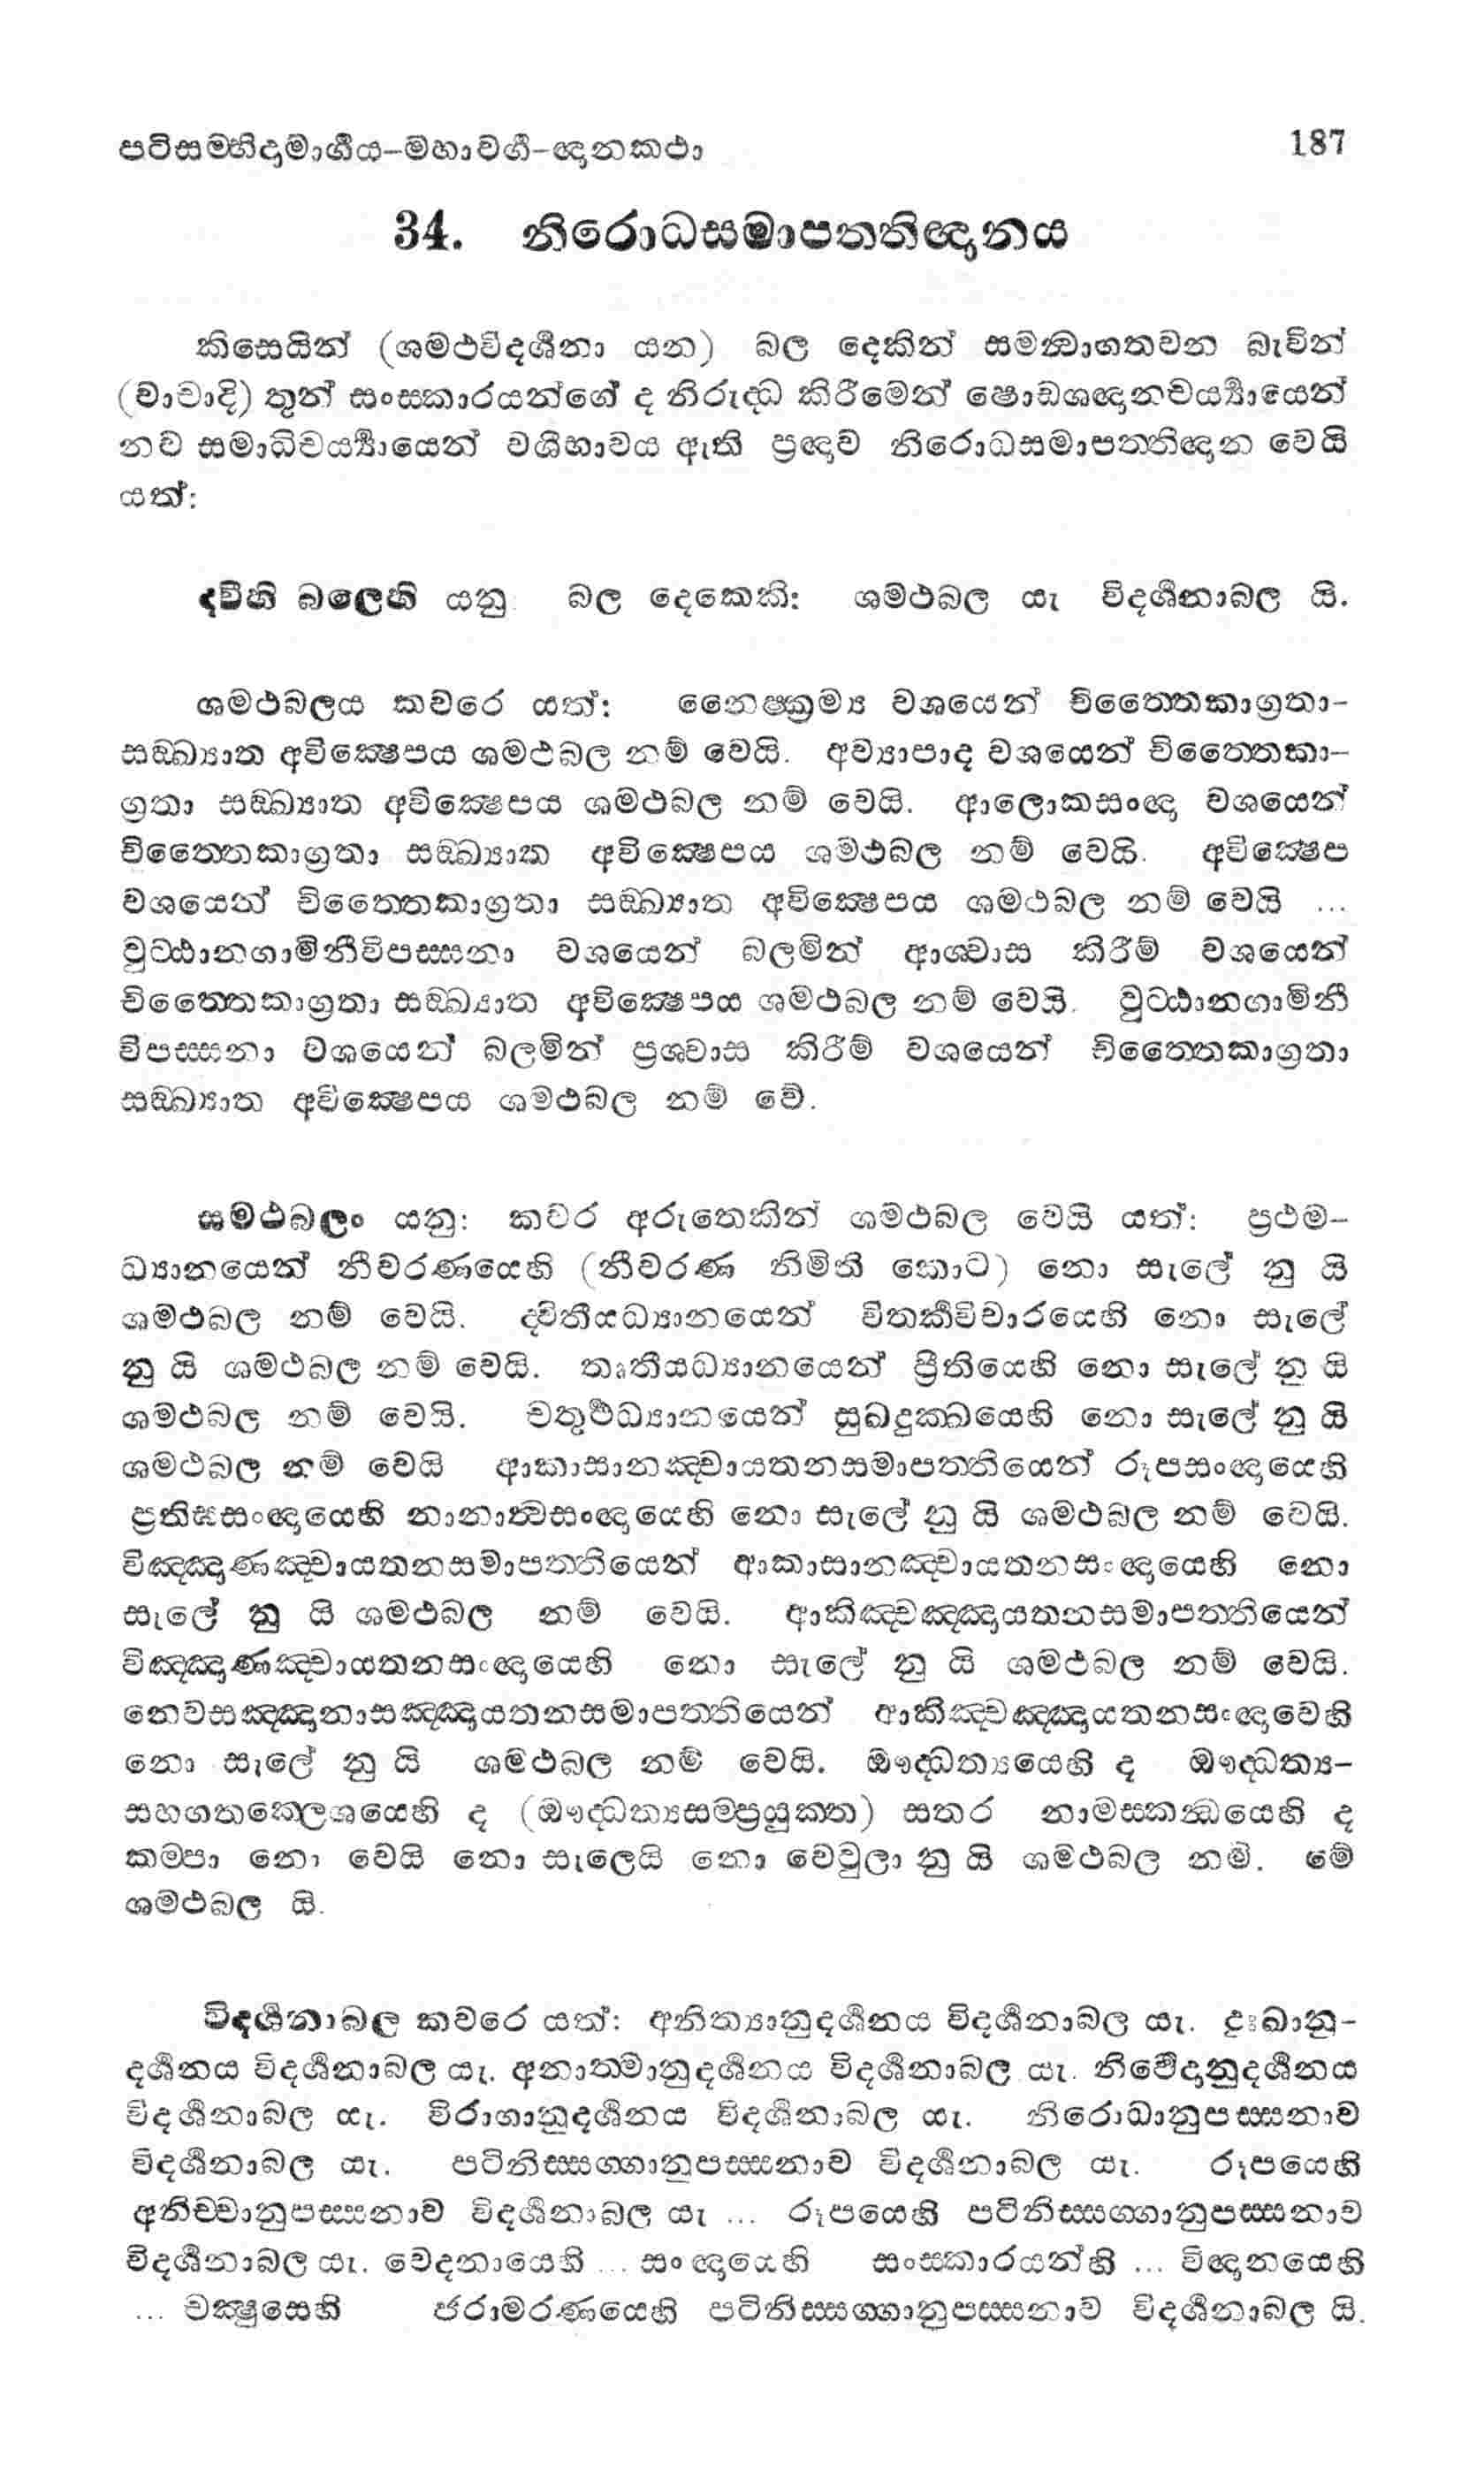 පටිසම්භිදාමාර්ගය-මහාවර්ග-ඥානකථා 187
34. නිරොධසමාපත්තිඥානය
කිසෙයින් (ශමථවිදර්ශනා යන) බල දෙකින් සමන්වාගතවන බැවින්
(වාචාදි) තුන් සංස්කාරයන්ගේ ද නිරුද්ධ කිරීමෙන් ෂොඩශඥානචර්‍ය්‍යායෙන්
නව සමාධිචර්‍ය්‍යායෙන් වශීභාවය ඇති ප්‍රඥාව නිරොධසමාපත්තිඥාන වෙයි
යත්:
ද්වීහි බලෙහි යනු බල දෙකෙකි: ශමථබල යැ විදර්ශනාබල යි.
ශමථබලය කවරෙ යත්: නෛෂ්ක්‍රම්‍ය වශයෙන් චිත්තෛකාග්‍රතා-
සඞ්ඛ්‍යාත අවික්ෂෙපය ශමථබල නම් වෙයි. අව්‍යාපාද වශයෙන් චිත්තෛකා-
ග්‍රතා සඞ්ඛ්‍යාත අවික්ෂෙපය ශමථබල නම් වෙයි. ආලොකසංඥා වශයෙන්
චිත්තෛකාග්‍රතා සඞ්ඛ්‍යාත අවික්ෂෙපය ශමථබල නම් වෙයි. අවික්ෂෙප
වශයෙන් චිත්තෛකාග්‍රතා සඞ්ඛ්‍යාත අවික්ෂෙපය ශමථබල නම් වෙයි ...
වුට්ඨානගාමිනීවිපස්සනා වශයෙන් බලමින් ආශ්වාස කිරීම් වශයෙන්
චිත්තෛකාග්‍රතා සඞ්ඛ්‍යාත අවික්ෂෙපය ශමථබල නම් වෙයි. වුට්ඨානගාමිනී
විපස්සනා වශයෙන් බලමින් ප්‍රශ්වාස කිරීම් වශයෙන් චිත්තෛකාග්‍රතා
සඞ්ඛ්‍යාත අවික්ෂෙපය ශමථබල නම් වේ.
සමථබලං යනු: කවර අරුතෙකින් ශමථබල වෙයි යත්: ප්‍රථම-
ධ්‍යානයෙන් නීවරණයෙහි (නීවරණ නිමිති කොට) නො සැලේ නු යි
ශමථබල නම් වෙයි. ද්විතීයධ්‍යානයෙන් විතර්කවිචාරයෙහි නො සැලේ
නු යි ශමථබල නම් වෙයි. තෘතීයධ්‍යානයෙන් ප්‍රීතියෙහි නො සැලේ නු යි
ශමථබල නම් වෙයි. චතුර්ථධ්‍යානයෙන් සුඛදුක්ඛයෙහි නො සැලේ නු යි
ශමථබල නම් වෙයි ආකාසානඤ්චායතනසමාපත්තියෙන් රූපසංඥායෙහි
ප්‍රතිඝසංඥායෙහි නානාත්වසංඥායෙහි නො සැලේ නු යි ශමථබල නම් වෙයි.
විඤ්ඤාණඤ්චායතනසමාපත්තියෙන් ආකාසානඤ්චායතනසංඥායෙහි නො
සැලේ නු යි ශමථබල නම් වෙයි. ආකිඤ්චඤ්ඤායතනසමාපත්තියෙන්
විඤ්ඤාණඤ්චායතනසංඥායෙහි නො සැලේ නු යි ශමථබල නම් වෙයි.
නෙවසඤ්ඤානාසඤ්ඤායතනසමාපත්තියෙන් ආකිඤ්චඤ්ඤායතනසංඥාවෙහි
නො සැලේ නු යි ශමථබල නම් වෙයි. ඖද්ධත්‍යයෙහි ද ඖද්ධත්‍ය-
සහගතක්ලෙශයෙහි ද (ඖද්ධත්‍යසම්ප්‍රයුක්ත) සතර නාමස්කන්ධයෙහි ද
කම්පා නො වෙයි නො සැලෙයි නො වෙවුලා නු යි ශමථබල නම්. මේ
ශමථබල යි.
විදර්ශනාබල කවරෙ යත්: අනිත්‍යානුදර්ශනය විදර්ශනාබල යැ. දුඃඛානු-
දර්ශනය විදර්ශනාබල යැ. අනාත්මානුදර්ශනය විදර්ශනාබල යැ. නිර්වේදානුදර්ශනය
විදර්ශනාබල යැ. විරාගානුදර්ශනය විදර්ශනාබල යැ. නිරොධානුපස්සනාව
විදර්ශනාබල යැ. පටිනිස්සග්ගානුපස්සනාව විදර්ශනාබල යැ. රූපයෙහි
අනිච්චානුපස්සනාව විදර්ශනාබල යැ ... රූපයෙහි පටිනිස්සග්ගානුපස්සනාව
විදර්ශනාබල යැ. වෙදනායෙහි ... සංඥායෙහි සංස්කාරයන්හි ... විඥානයෙහි
... චක්ෂුසෙහි ජරාමරණයෙහි පටිනිස්සග්ගානුපස්සනාව විදර්ශනාබල යි.